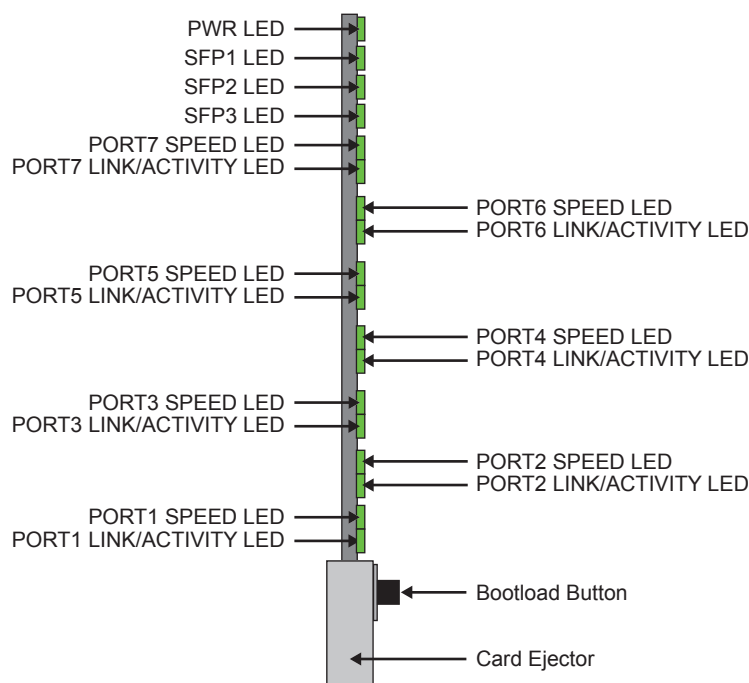 PWR LED
SFP1 LED
SFP2 LED
SFP3 LED
PORT7 SPEED LED
PORT7 LINK/ACTIVITY LED
PORT6 SPEED LED
PORT6 LINK/ACTIVITY LED
PORT5 SPEED LED
PORT5 LINK/ACTIVITY LED
PORT4 SPEED LED
PORT4 LINK/ACTIVITY LED
PORT3 SPEED LED
PORT3 LINK/ACTIVITY LED
PORT2 SPEED LED
PORT2 LINK/ACTIVITY LED
PORT1 SPEED LED
PORT1 LINK/ACTIVITY LED
Bootload Button
Card Ejector